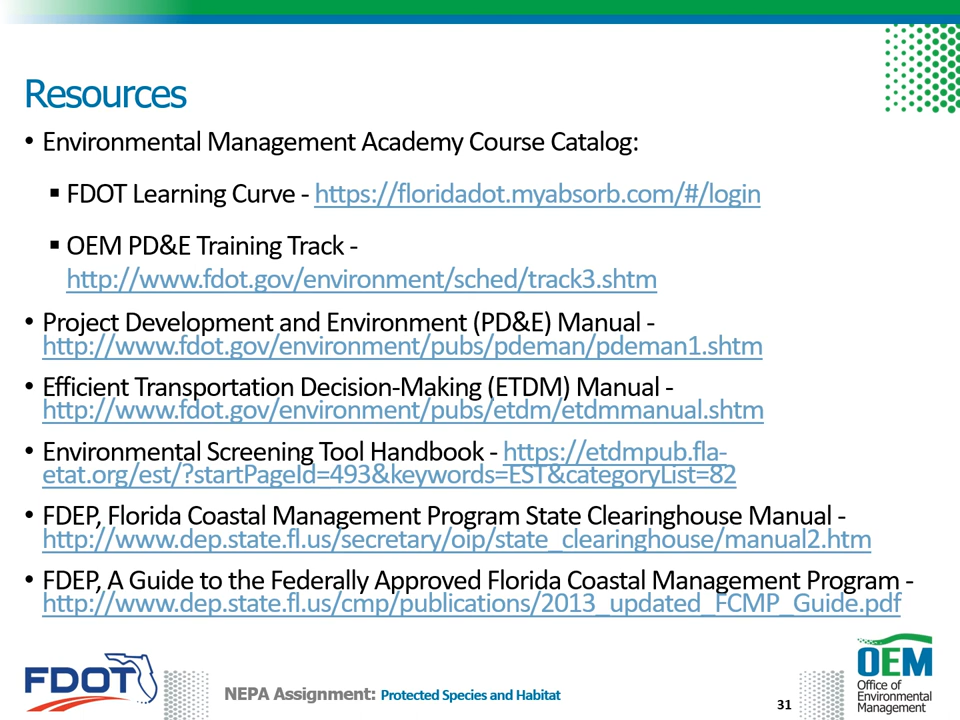 Resources
• Environmental Management Academy Course Catalog:
▪ FDOT Learning Curve - https://floridadot.myabsorb.com/#/login
▪ OEM PD&E Training Track -
http://www.fdot.gov/environment/sched/track3.shtm
• Project Development and Environment (PD&E) Manual -
http://www.fdot.gov/environment/pubs/pdeman/pdeman1.shtm
• Efficient Transportation Decision-Making (ETDM) Manual -
http://www.fdot.gov/environment/pubs/etdm/etdmmanual.shtm
• Environmental Screening Tool Handbook - https://etdmpub.fla-
etat.org/est/?startPageId=493&keywords=EST&categoryList=82
• FDEP, Florida Coastal Management Program State Clearinghouse Manual -
http://www.dep.state.fl.us/secretary/oip/state_clearinghouse/manual2.htm
• FDEP, A Guide to the Federally Approved Florida Coastal Management Program -
http://www.dep.state.fl.us/cmp/publications/2013_updated_FCMP_Guide.pdf
FDOT
NEPA Assignment: Protected Species and Habitat
31
OEM
Office of
Environmental
Management